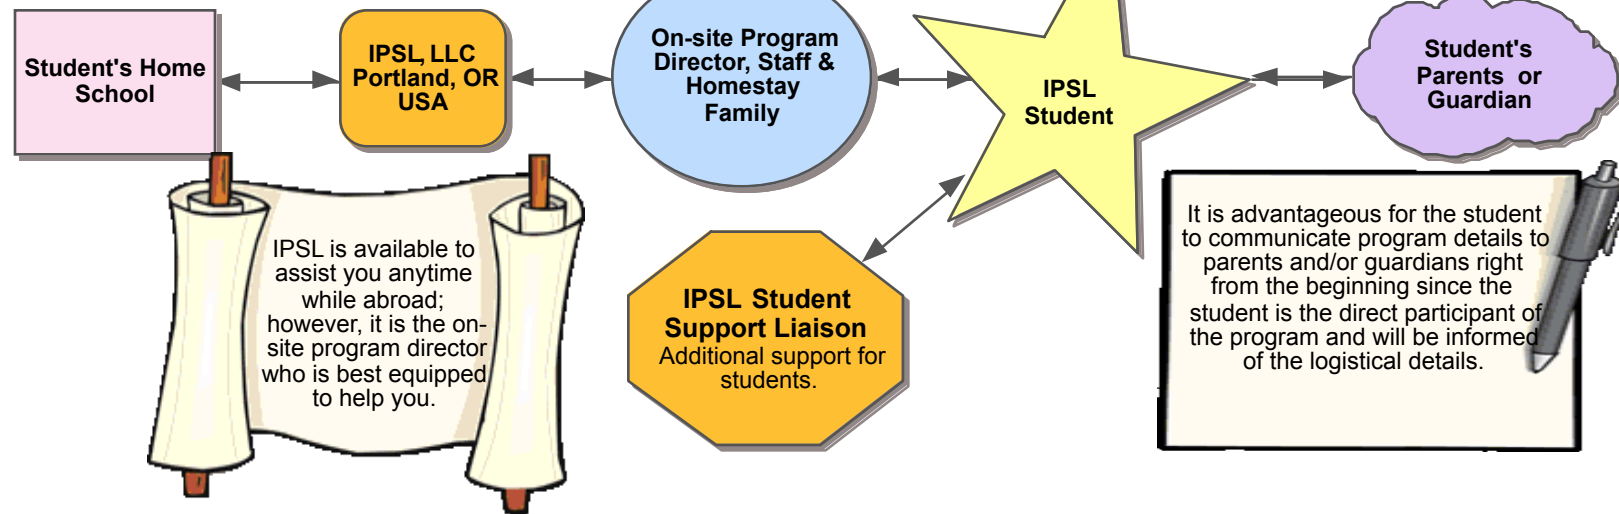 Student's Home
School
IPSL, LLC
Portland, OR
USA
On-site Program
Director, Staff &
Homestay
Family
IPSL
Student
Student's
Parents or
Guardian
IPSL is available to
assist you anytime
while abroad;
however, it is the on-
site program director
who is best equipped
to help you.
IPSL Student
Support Liaison
Additional support for
students.
It is advantageous for the student
to communicate program details to
parents and/or guardians right
from the beginning since the
student is the direct participant of
the program and will be informed
of the logistical details.